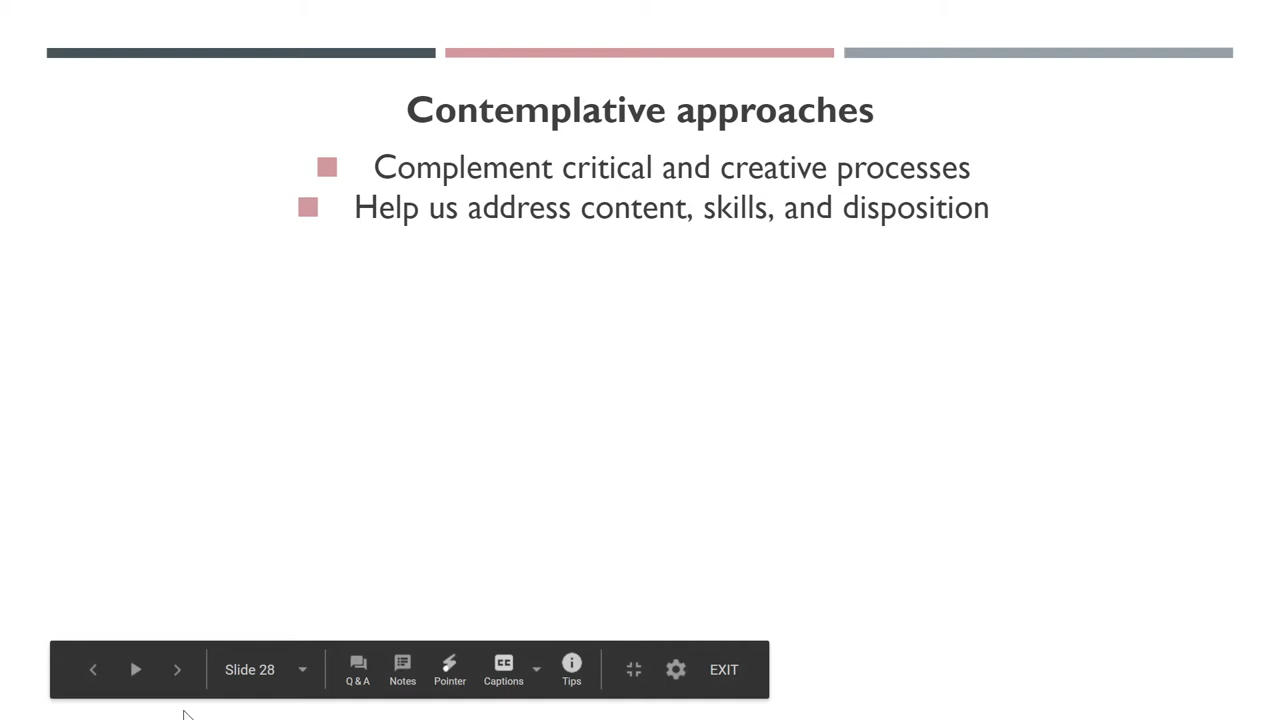 Contemplative approaches
Complement critical and creative processes
Help us address content, skills, and disposition
Slide 28
Q & A
Notes
Pointer
CC
Captions
Tips
EXIT